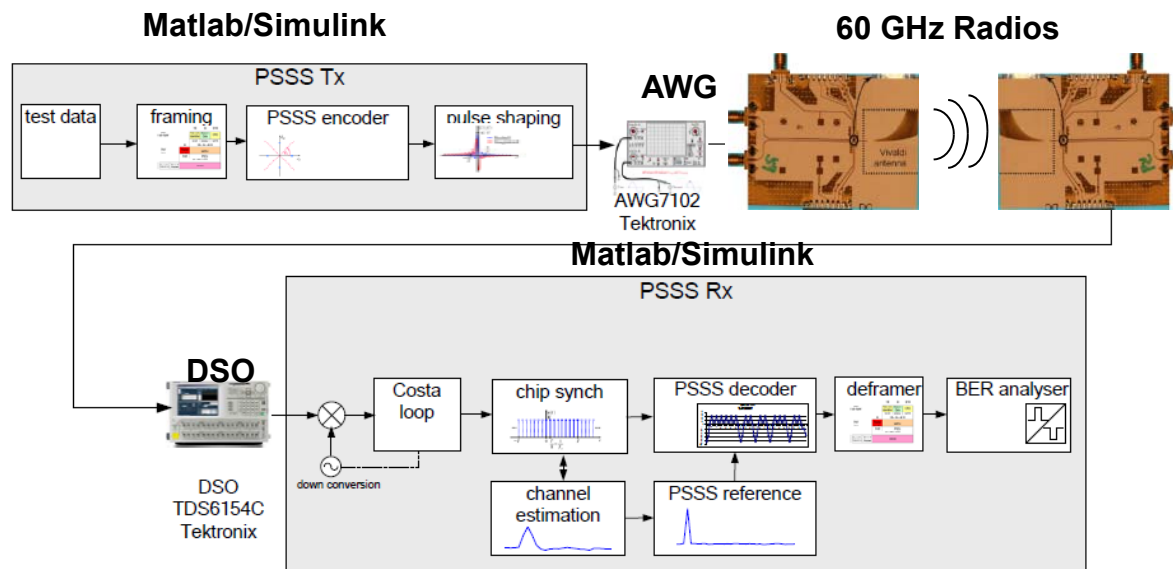 Matlab/Simulink
60 GHz Radios
PSSS Tx
AWG
test data
framing
PSSS encoder
pulse shaping
Vivaldi
antenna
AWG7102
Tektronix
Matlab/Simulink
PSSS Rx
DSO
Costa
loop
chip synch
PSSS decoder
deframer
BER analyser
down conversion
DSO
TDS6154C
Tektronix
channel
estimation
PSSS reference